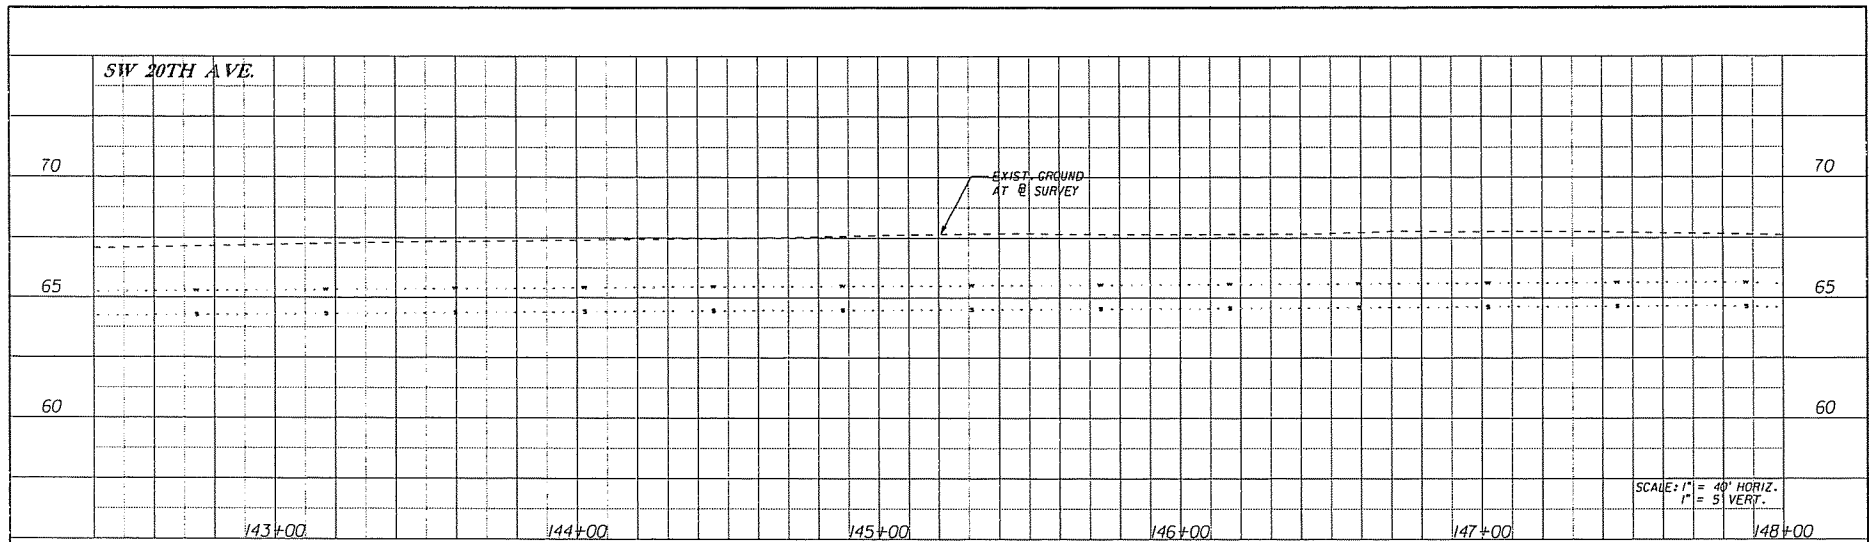 SW 20TH AVE.
70
70
EXIST. GROUND
AT ℄ SURVEY
65
65
w w w w w w w w w w w w w
s s s s s s s s s s s s s
60
60
SCALE: 1" = 40' HORIZ.
1" = 5' VERT.
143+00 144+00 145+00 146+00 147+00 148+00